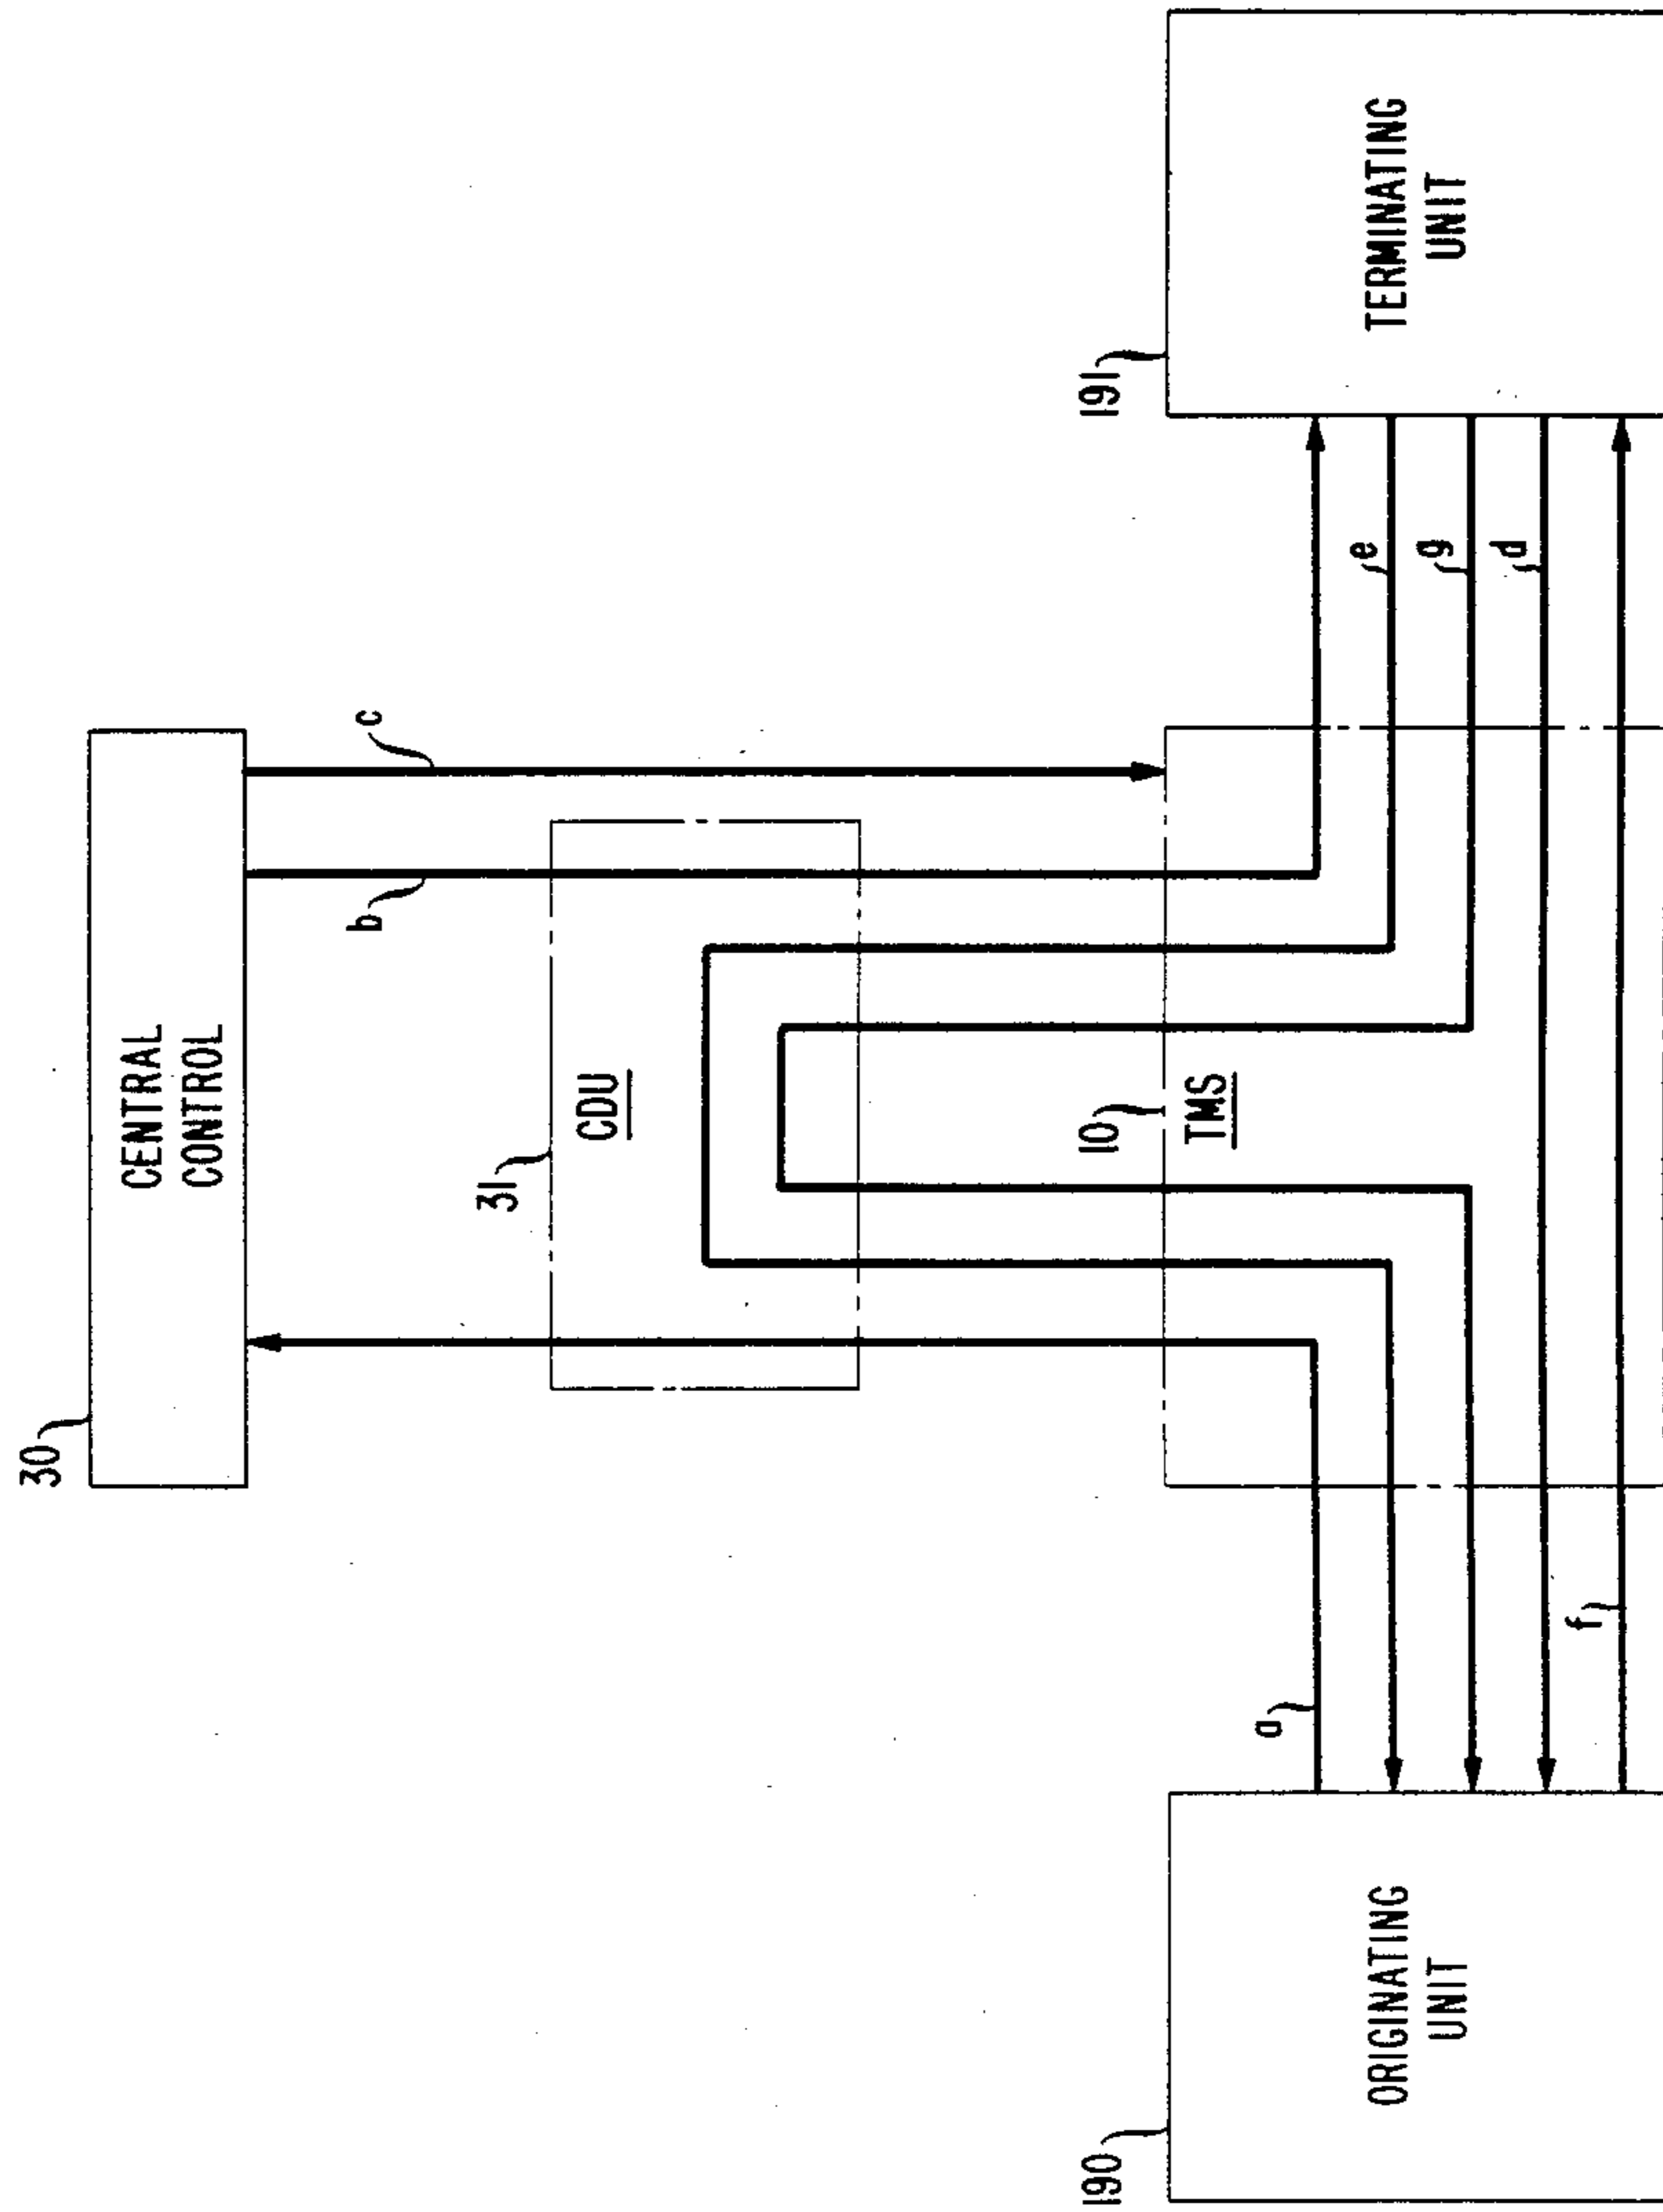 30
CENTRAL
CONTROL
b
c
31
CDU
10
TMS
190
ORIGINATING
UNIT
191
TERMINATING
UNIT
a
e
g
d
f